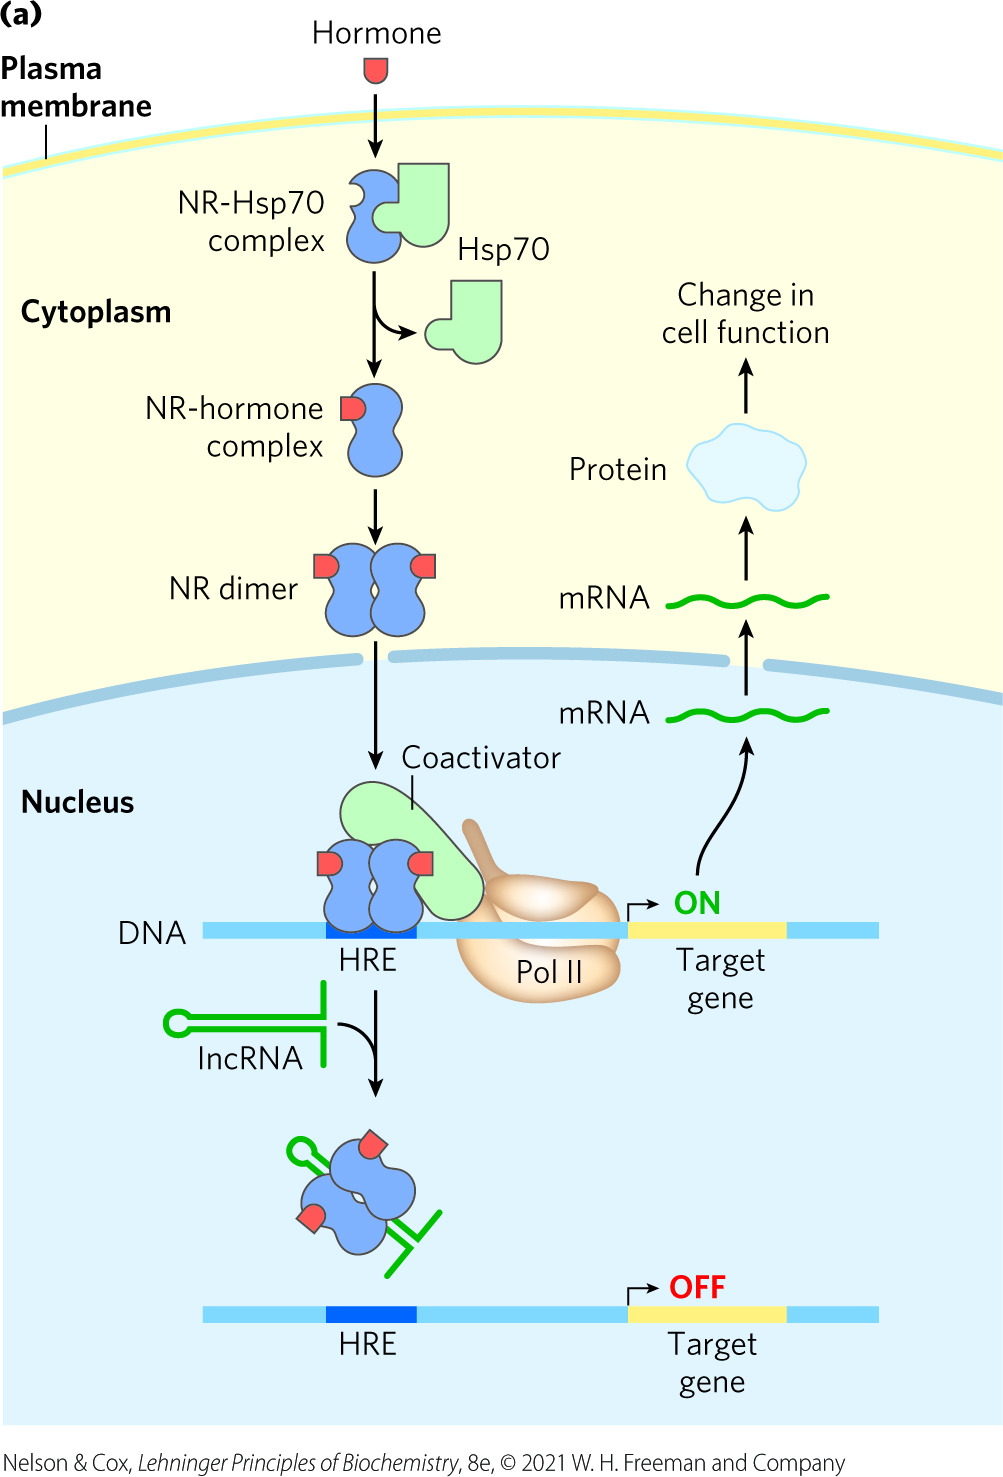 (a)
Hormone
Plasma
membrane
NR-Hsp70
complex
Hsp70
Cytoplasm
Change in
cell function
NR-hormone
complex
Protein
NR dimer
mRNA
mRNA
Coactivator
Nucleus
ON
DNA
HRE
Pol II
Target
gene
lncRNA
OFF
HRE
Target
gene
Nelson & Cox, Lehninger Principles of Biochemistry, 8e, © 2021 W. H. Freeman and Company